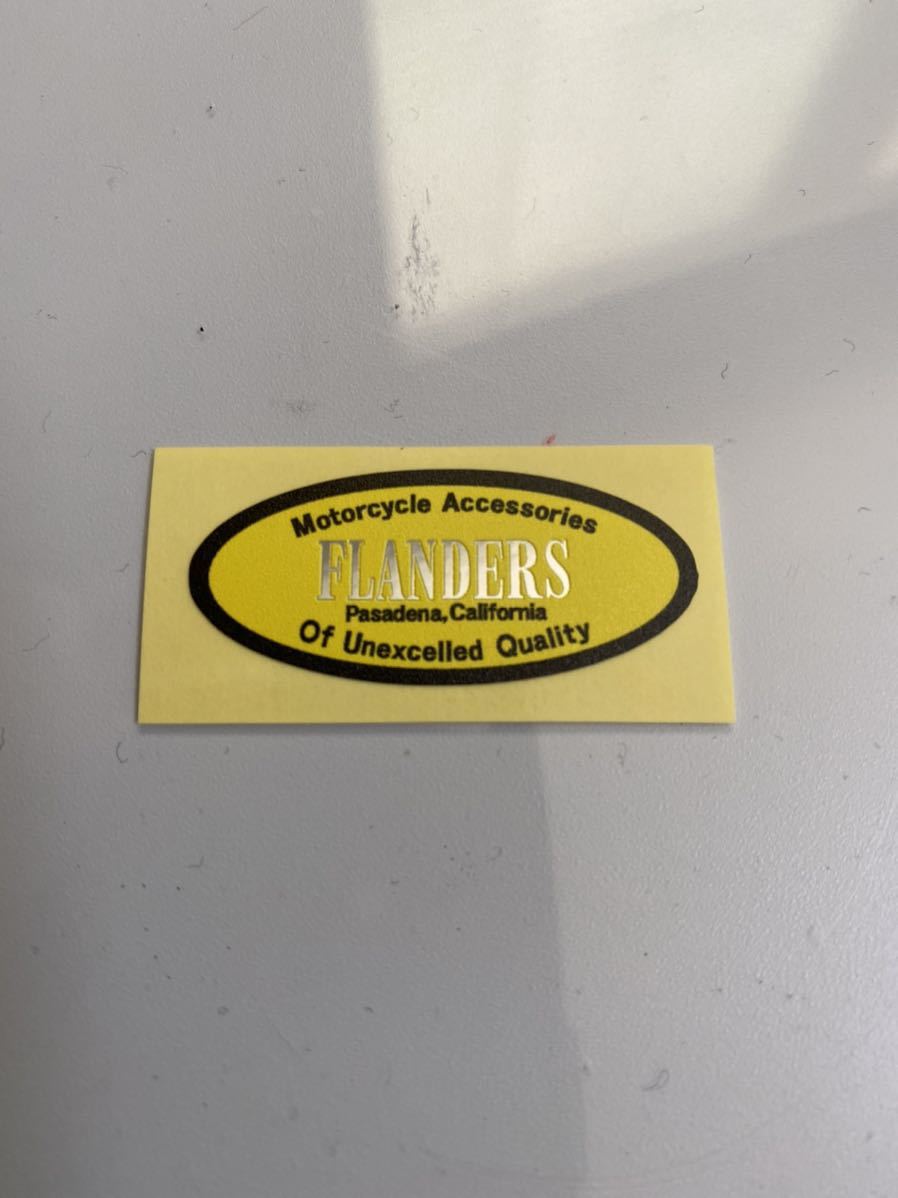 Motorcycle Accessories
FLANDERS
Pasadena,California
Of Unexcelled Quality